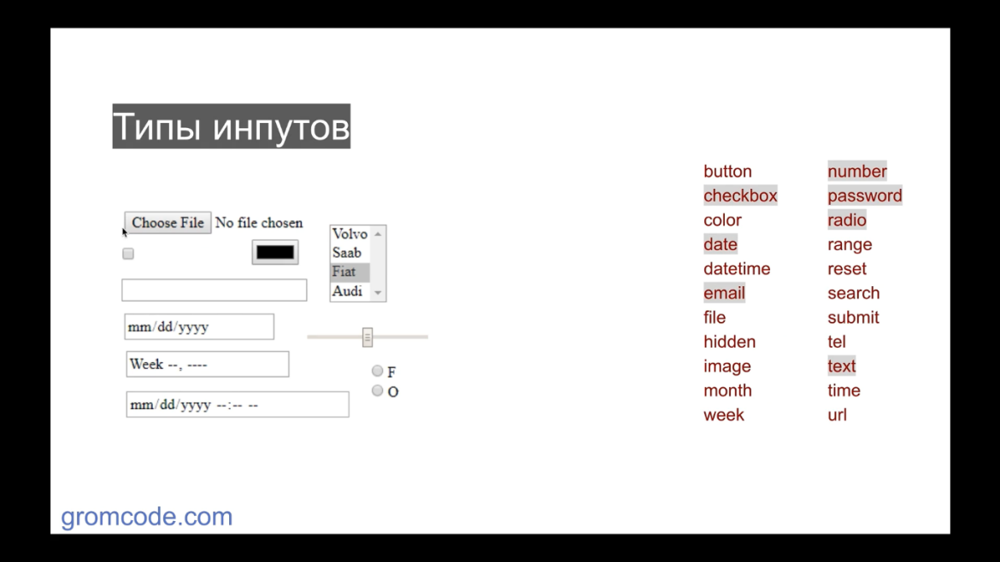 Типы инпутов
Choose File No file chosen
Volvo
Saab
Fiat
Audi
mm/dd/yyyy
Week --, ----
mm/dd/yyyy --:-- --
F
O
button
checkbox
color
date
datetime
email
file
hidden
image
month
week
number
password
radio
range
reset
search
submit
tel
text
time
url
gromcode.com